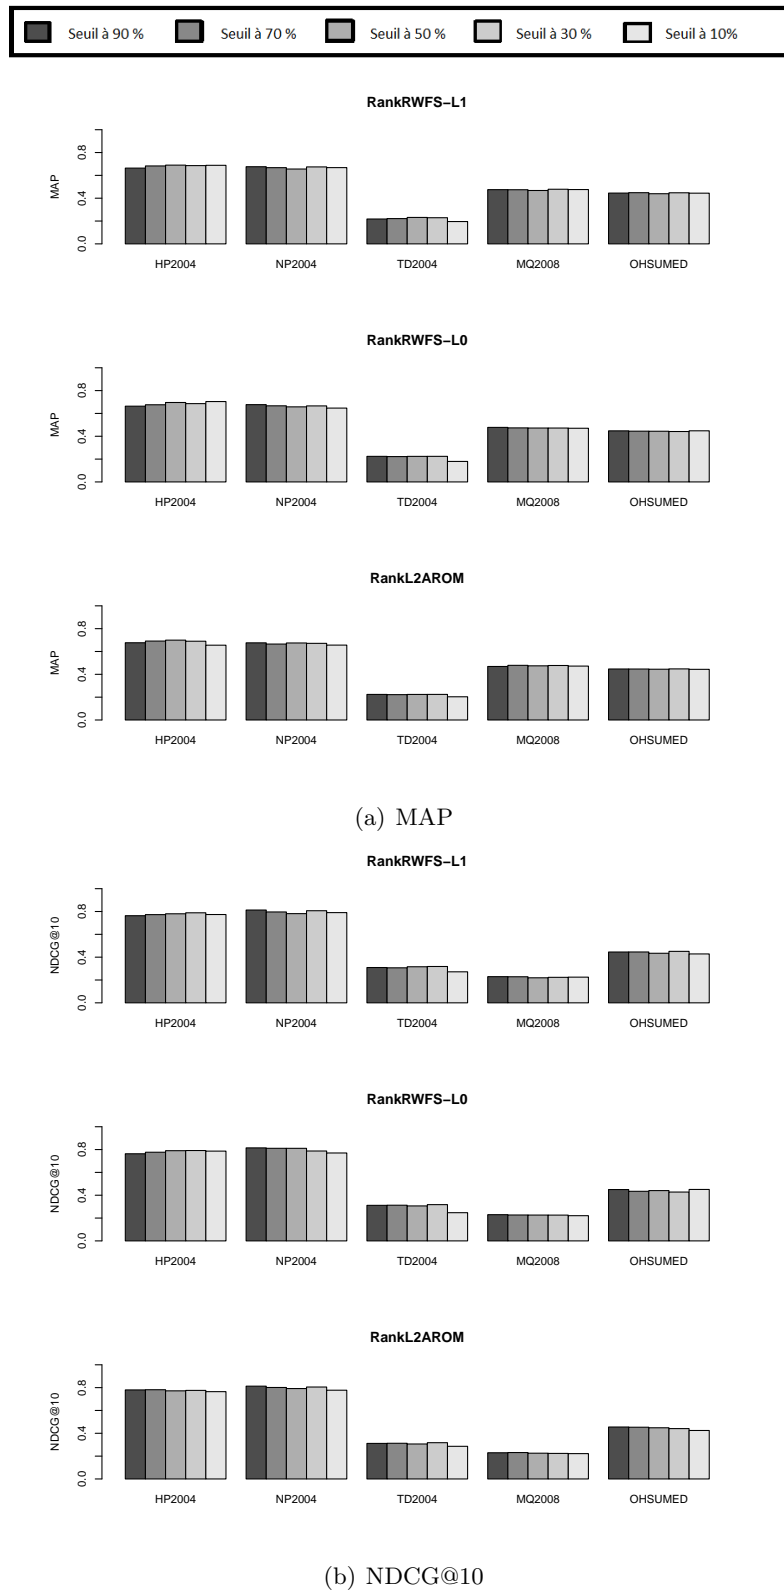 Seuil à 90 % Seuil à 70 % Seuil à 50 % Seuil à 30 % Seuil à 10%
RankRWFS−L1
MAP
0.0 0.4 0.8
HP2004 NP2004 TD2004 MQ2008 OHSUMED
RankRWFS−L0
MAP
0.0 0.4 0.8
HP2004 NP2004 TD2004 MQ2008 OHSUMED
RankL2AROM
MAP
0.0 0.4 0.8
HP2004 NP2004 TD2004 MQ2008 OHSUMED
(a) MAP
RankRWFS−L1
NDCG@10
0.0 0.4 0.8
HP2004 NP2004 TD2004 MQ2008 OHSUMED
RankRWFS−L0
NDCG@10
0.0 0.4 0.8
HP2004 NP2004 TD2004 MQ2008 OHSUMED
RankL2AROM
NDCG@10
0.0 0.4 0.8
HP2004 NP2004 TD2004 MQ2008 OHSUMED
(b) NDCG@10